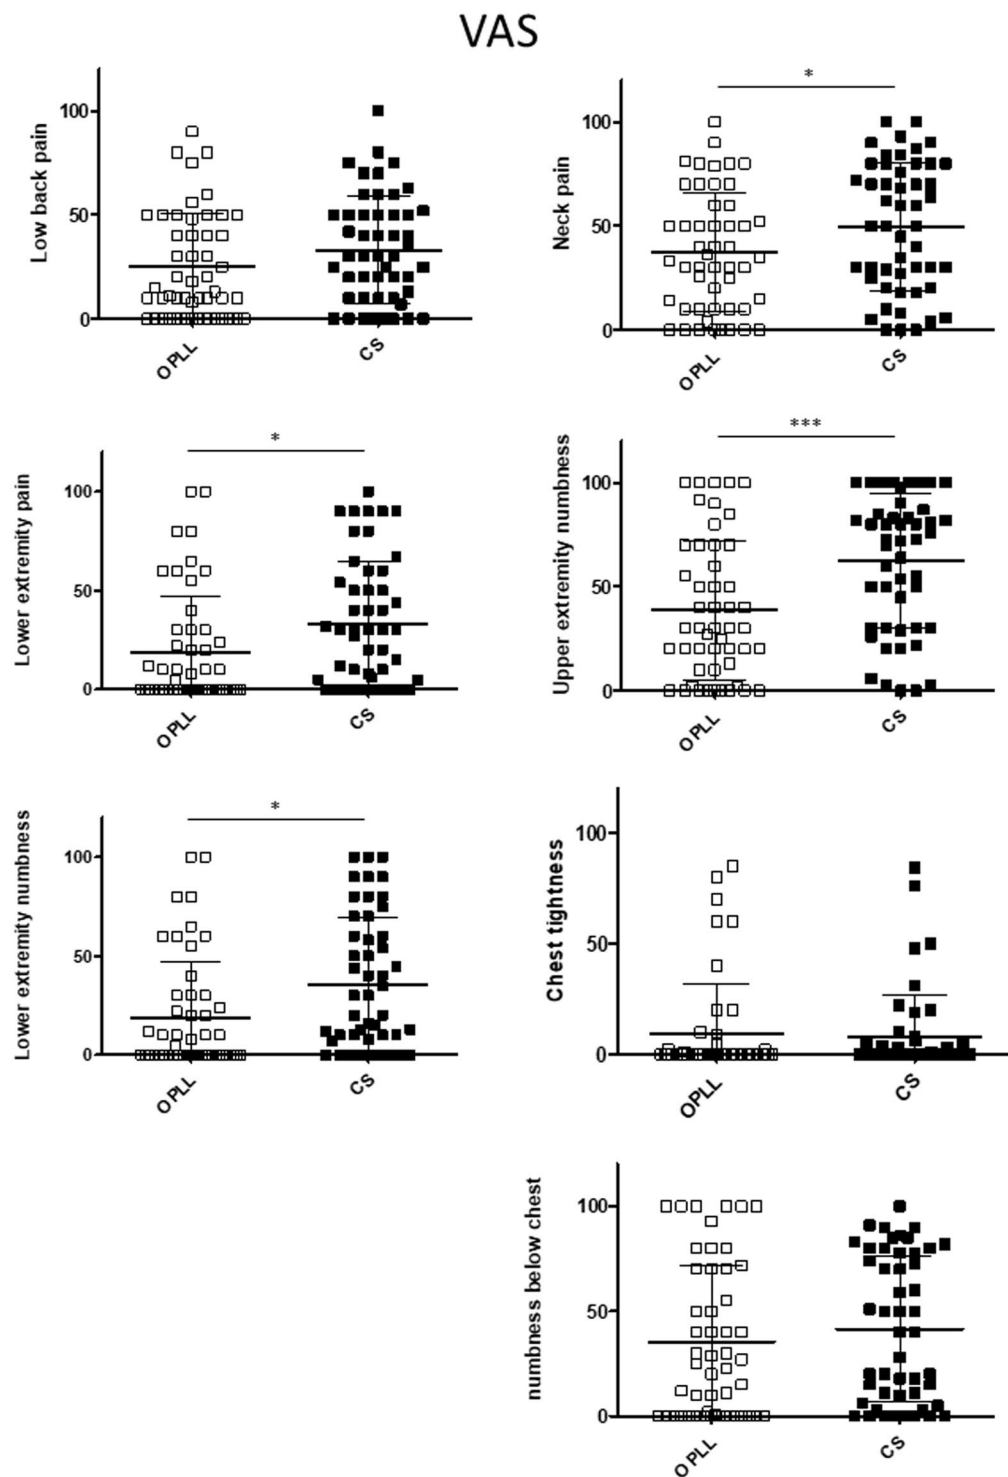 VAS
Low back pain
100
50
0
OPLL
CS
Neck pain
*
100
50
0
OPLL
CS
Lower extremity pain
*
100
50
0
OPLL
CS
Upper extremity numbness
***
100
50
0
OPLL
CS
Lower extremity numbness
*
100
50
0
OPLL
CS
Chest tightness
100
50
0
OPLL
CS
numbness below chest
100
50
0
OPLL
CS